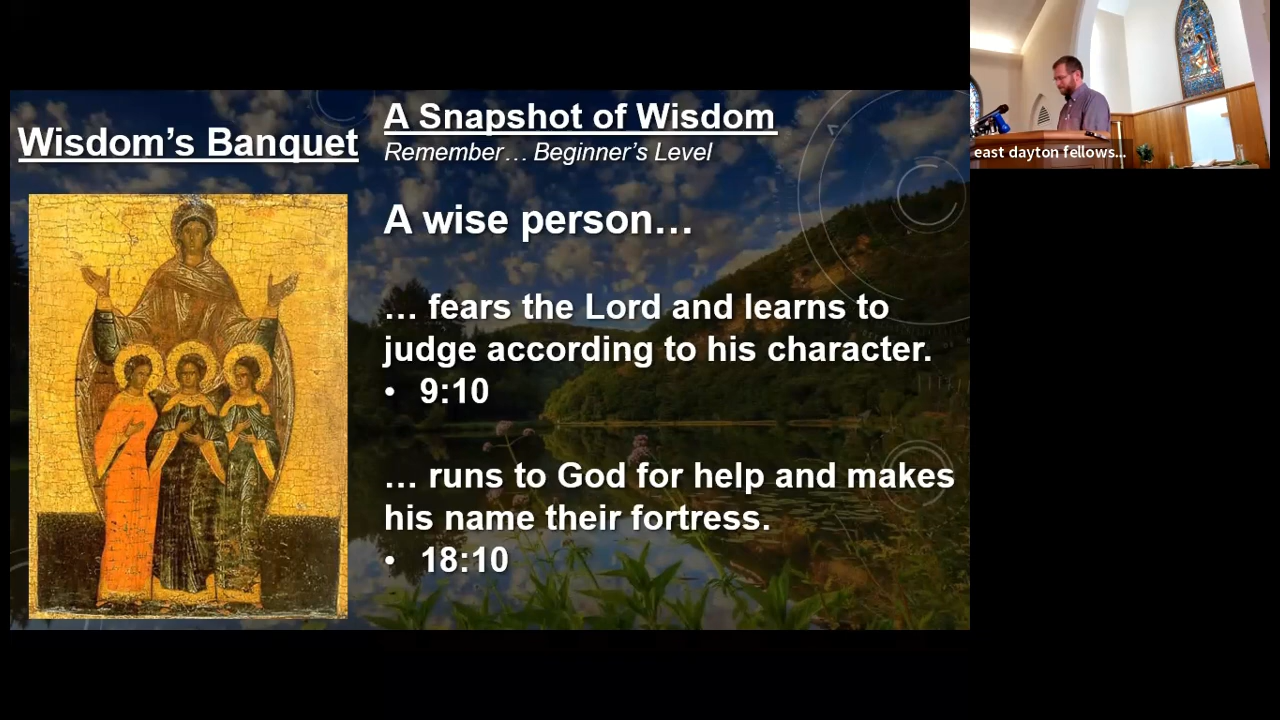 Wisdom's Banquet
A Snapshot of Wisdom
Remember… Beginner's Level
A wise person…
… fears the Lord and learns to
judge according to his character.
• 9:10
… runs to God for help and makes
his name their fortress.
• 18:10
east dayton fellows...